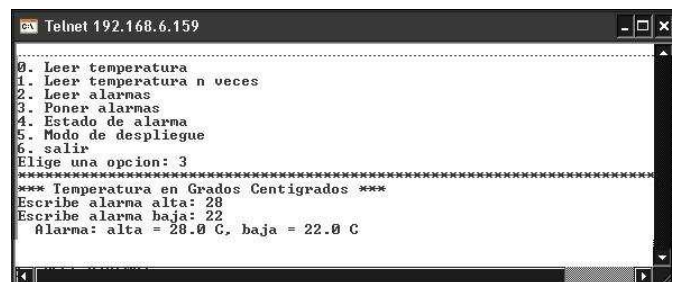 Telnet 192.168.6.159
0. Leer temperatura
1. Leer temperatura n veces
2. Leer alarmas
3. Poner alarmas
4. Estado de alarma
5. Modo de despliegue
6. salir
Elige una opcion: 3
*******************************************************************************
*** Temperatura en Grados Centigrados ***
Escribe alarma alta: 28
Escribe alarma baja: 22
Alarma: alta = 28.0 C, baja = 22.0 C